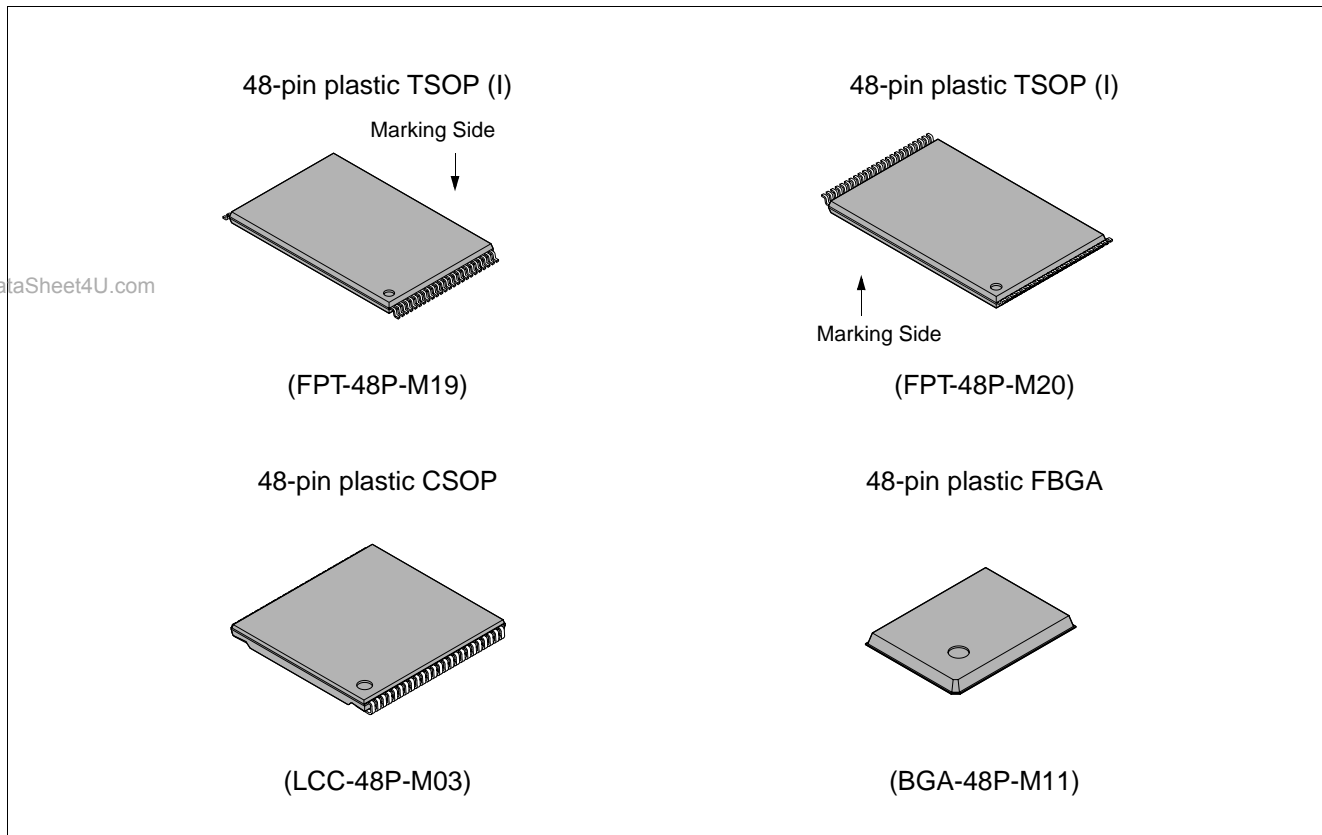 48-pin plastic TSOP (I)
Marking Side
(FPT-48P-M19)
48-pin plastic TSOP (I)
Marking Side
(FPT-48P-M20)
ataSheet4U.com
48-pin plastic CSOP
(LCC-48P-M03)
48-pin plastic FBGA
(BGA-48P-M11)